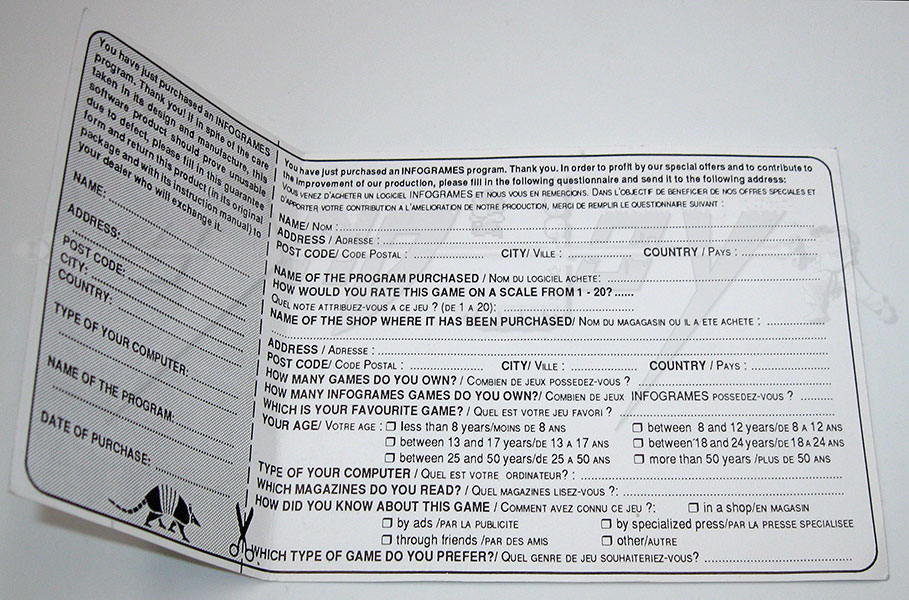 You have just purchased an INFOGRAMES
program. Thank you! If in spite of the care
taken in its design and manufacture, this
software product should prove unusable
due to defect, please fill in this guarantee
form and return this product (in its original
package and with its instruction manual) to
your dealer who will exchange it.
NAME:
ADDRESS:
POST CODE:
CITY:
COUNTRY:
TYPE OF YOUR COMPUTER:
NAME OF THE PROGRAM:
DATE OF PURCHASE:
You have just purchased an INFOGRAMES program. Thank you. In order to profit by our special offers and to contribute to
the improvement of our production, please fill in the following questionnaire and send it to the following address:
VOUS VENEZ D'ACHETER UN LOGICIEL INFOGRAMES ET NOUS VOUS EN REMERCIONS. DANS L'OBJECTIF DE BENEFICIER DE NOS OFFRES SPECIALES ET
D'APPORTER VOTRE CONTRIBUTION A L'AMELIORATION DE NOTRE PRODUCTION, MERCI DE REMPLIR LE QUESTIONNAIRE SUIVANT :
NAME/ NOM :
ADDRESS / ADRESSE :
POST CODE/ CODE POSTAL : CITY/ VILLE : COUNTRY / PAYS :
NAME OF THE PROGRAM PURCHASED / NOM DU LOGICIEL ACHETE:
HOW WOULD YOU RATE THIS GAME ON A SCALE FROM 1 - 20? ......
QUEL NOTE ATTRIBUEZ-VOUS A CE JEU ? (DE 1 A 20):
NAME OF THE SHOP WHERE IT HAS BEEN PURCHASED/ NOM DU MAGAGASIN OU IL A ETE ACHETE :
ADDRESS / ADRESSE :
POST CODE/ CODE POSTAL : CITY/ VILLE : COUNTRY / PAYS :
HOW MANY GAMES DO YOU OWN? / COMBIEN DE JEUX POSSEDEZ-VOUS ?
HOW MANY INFOGRAMES GAMES DO YOU OWN?/ COMBIEN DE JEUX INFOGRAMES POSSEDEZ-VOUS ?
WHICH IS YOUR FAVOURITE GAME? / QUEL EST VOTRE JEU FAVORI ?
YOUR AGE/ VOTRE AGE : ❒ less than 8 years/MOINS DE 8 ANS ❒ between 8 and 12 years/DE 8 A 12 ANS
❒ between 13 and 17 years/DE 13 A 17 ANS ❒ between 18 and 24 years/DE 18 A 24 ANS
❒ between 25 and 50 years/DE 25 A 50 ANS ❒ more than 50 years /PLUS DE 50 ANS
TYPE OF YOUR COMPUTER / QUEL EST VOTRE ORDINATEUR? :
WHICH MAGAZINES DO YOU READ? / QUEL MAGAZINES LISEZ-VOUS ?:
HOW DID YOU KNOW ABOUT THIS GAME / COMMENT AVEZ CONNU CE JEU ?: ❒ in a shop/EN MAGASIN
❒ by ads /PAR LA PUBLICITE ❒ by specialized press/PAR LA PRESSE SPECIALISEE
❒ through friends /PAR DES AMIS ❒ other/AUTRE
WHICH TYPE OF GAME DO YOU PREFER?/ QUEL GENRE DE JEU SOUHAITERIEZ-VOUS?